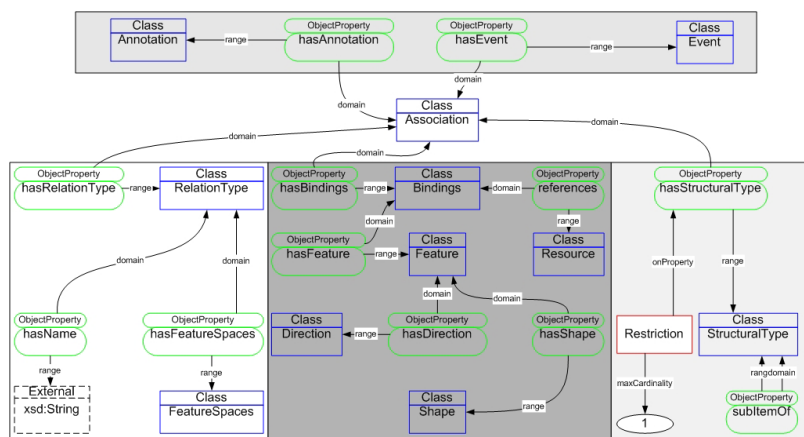 Class
Annotation
range
ObjectProperty
hasAnnotation
ObjectProperty
hasEvent
range
Class
Event
domain
domain
Class
Association
domain
domain
domain
ObjectProperty
hasRelationType
range
Class
RelationType
ObjectProperty
hasBindings
range
Class
Bindings
domain
ObjectProperty
references
ObjectProperty
hasStructuralType
domain
range
ObjectProperty
hasFeature
range
Class
Feature
Class
Resource
domain
domain
onProperty
range
domain
domain
ObjectProperty
hasName
ObjectProperty
hasFeatureSpaces
Class
Direction
range
ObjectProperty
hasDirection
ObjectProperty
hasShape
Restriction
Class
StructuralType
range
range
rangdomain
maxCardinality
External
xsd:String
Class
FeatureSpaces
Class
Shape
range
1
ObjectProperty
subItemOf